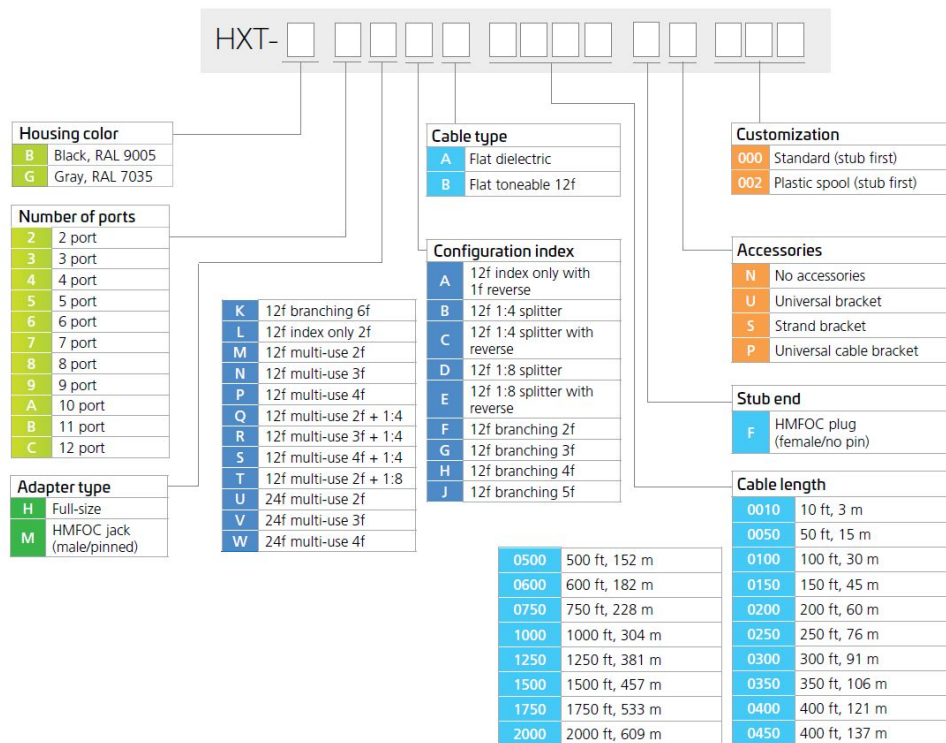 HXT-
Housing color
B Black, RAL 9005
G Gray, RAL 7035
Number of ports
2 2 port
3 3 port
4 4 port
5 5 port
6 6 port
7 7 port
8 8 port
9 9 port
A 10 port
B 11 port
C 12 port
Adapter type
H Full-size
M HMFOC jack
(male/pinned)
K 12f branching 6f
L 12f index only 2f
M 12f multi-use 2f
N 12f multi-use 3f
P 12f multi-use 4f
Q 12f multi-use 2f + 1:4
R 12f multi-use 3f + 1:4
S 12f multi-use 4f + 1:4
T 12f multi-use 2f + 1:8
U 24f multi-use 2f
V 24f multi-use 3f
W 24f multi-use 4f
Cable type
A Flat dielectric
B Flat toneable 12f
Configuration index
A 12f index only with
1f reverse
B 12f 1:4 splitter
C 12f 1:4 splitter with
reverse
D 12f 1:8 splitter
E 12f 1:8 splitter with
reverse
F 12f branching 2f
G 12f branching 3f
H 12f branching 4f
J 12f branching 5f
Customization
000 Standard (stub first)
002 Plastic spool (stub first)
Accessories
N No accessories
U Universal bracket
S Strand bracket
P Universal cable bracket
Stub end
F HMFOC plug
(female/no pin)
Cable length
0010 10 ft, 3 m
0050 50 ft, 15 m
0100 100 ft, 30 m
0150 150 ft, 45 m
0200 200 ft, 60 m
0250 250 ft, 76 m
0300 300 ft, 91 m
0350 350 ft, 106 m
0400 400 ft, 121 m
0450 400 ft, 137 m
0500 500 ft, 152 m
0600 600 ft, 182 m
0750 750 ft, 228 m
1000 1000 ft, 304 m
1250 1250 ft, 381 m
1500 1500 ft, 457 m
1750 1750 ft, 533 m
2000 2000 ft, 609 m